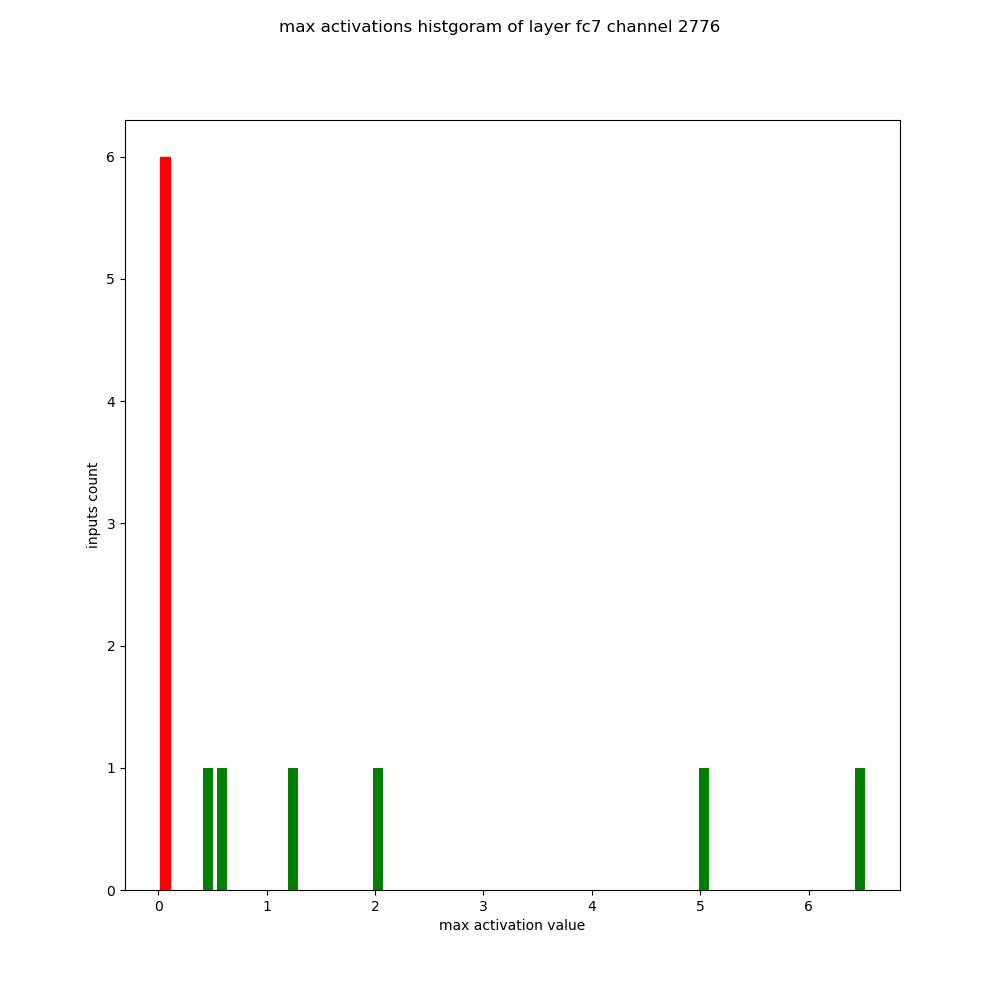 max activations histgoram of layer fc7 channel 2776
6
5
4
3
2
1
0
inputs count
0 1 2 3 4 5 6
max activation value